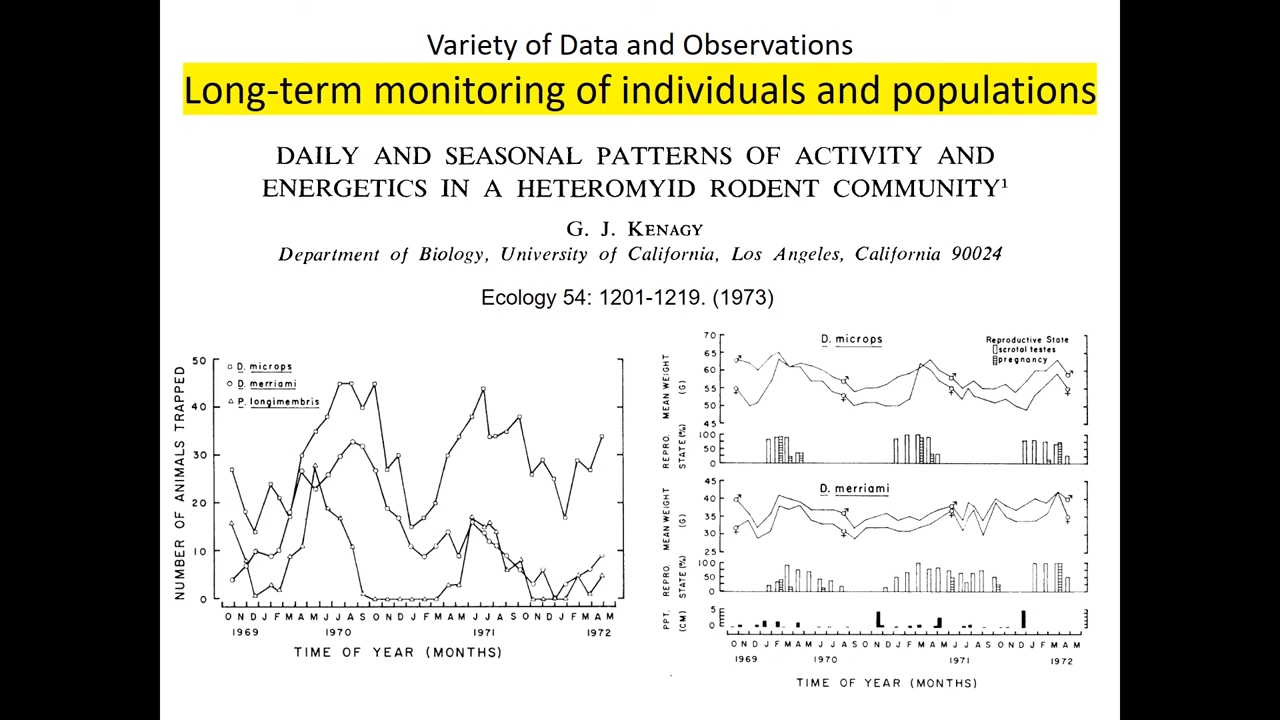 Variety of Data and Observations
Long-term monitoring of individuals and populations
DAILY AND SEASONAL PATTERNS OF ACTIVITY AND
ENERGETICS IN A HETEROMYID RODENT COMMUNITY¹
G. J. KENAGY
Department of Biology, University of California, Los Angeles, California 90024
Ecology 54: 1201-1219. (1973)
NUMBER OF ANIMALS TRAPPED
50
40
30
20
10
0
D. microps
D. merriami
P. longimembris
O N D J F M A M J J A S O N D J F M A M J J A S O N D J F M A M
1969 1970 1971 1972
TIME OF YEAR (MONTHS)
D. microps
Reproductive State
scrotal testes
pregnancy
MEAN WEIGHT
(G)
70
65
60
55
50
45
♂ ♂ ♂ ♂
♀ ♀ ♀ ♀
REPRO.
STATE(%)
100
50
0
D. merriami
MEAN WEIGHT
(G)
45
40
35
30
25
♂ ♂ ♂ ♂
♀ ♀ ♀ ♀
REPRO.
STATE(%)
100
50
0
PPT.
(CM)
5
0
O N D J F M A M J J A S O N D J F M A M J J A S O N D J F M A M
1969 1970 1971 1972
TIME OF YEAR (MONTHS)